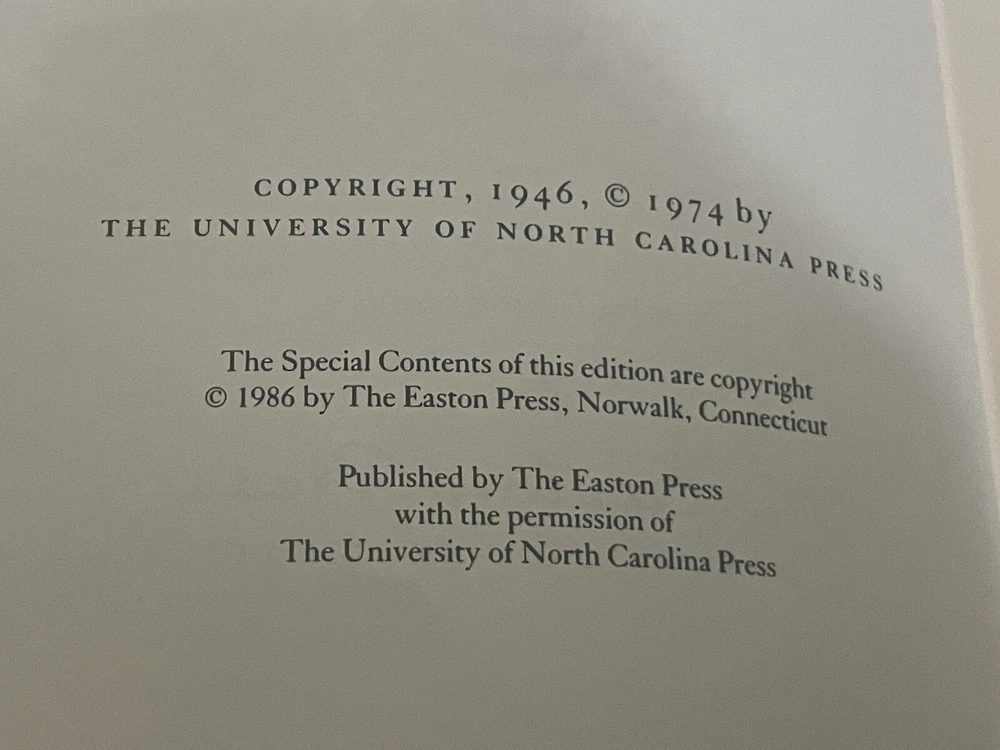 COPYRIGHT, 1946, © 1974 by
THE UNIVERSITY OF NORTH CAROLINA PRESS
The Special Contents of this edition are copyright
© 1986 by The Easton Press, Norwalk, Connecticut
Published by The Easton Press
with the permission of
The University of North Carolina Press